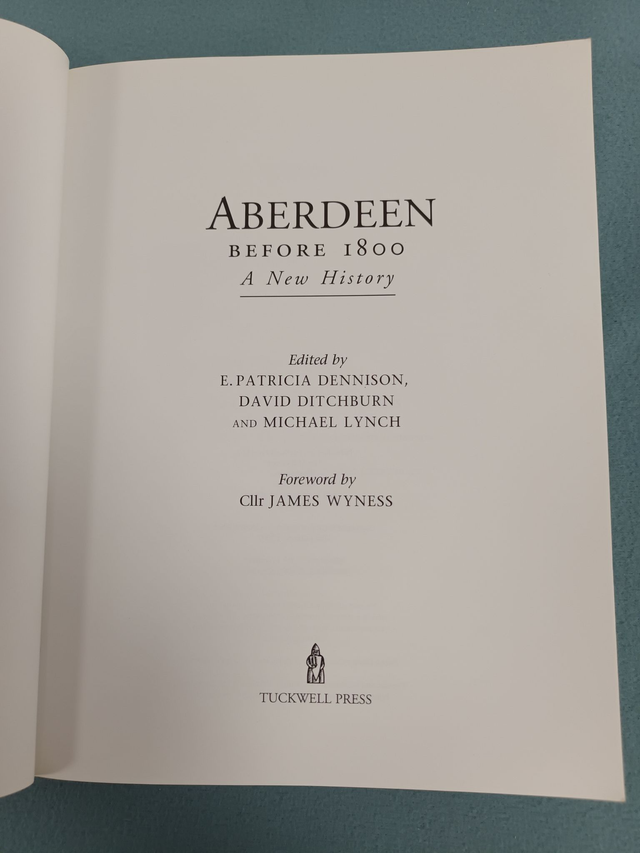 ABERDEEN
BEFORE 1800
A New History
Edited by
E. PATRICIA DENNISON,
DAVID DITCHBURN
AND MICHAEL LYNCH
Foreword by
Cllr JAMES WYNESS
TUCKWELL PRESS